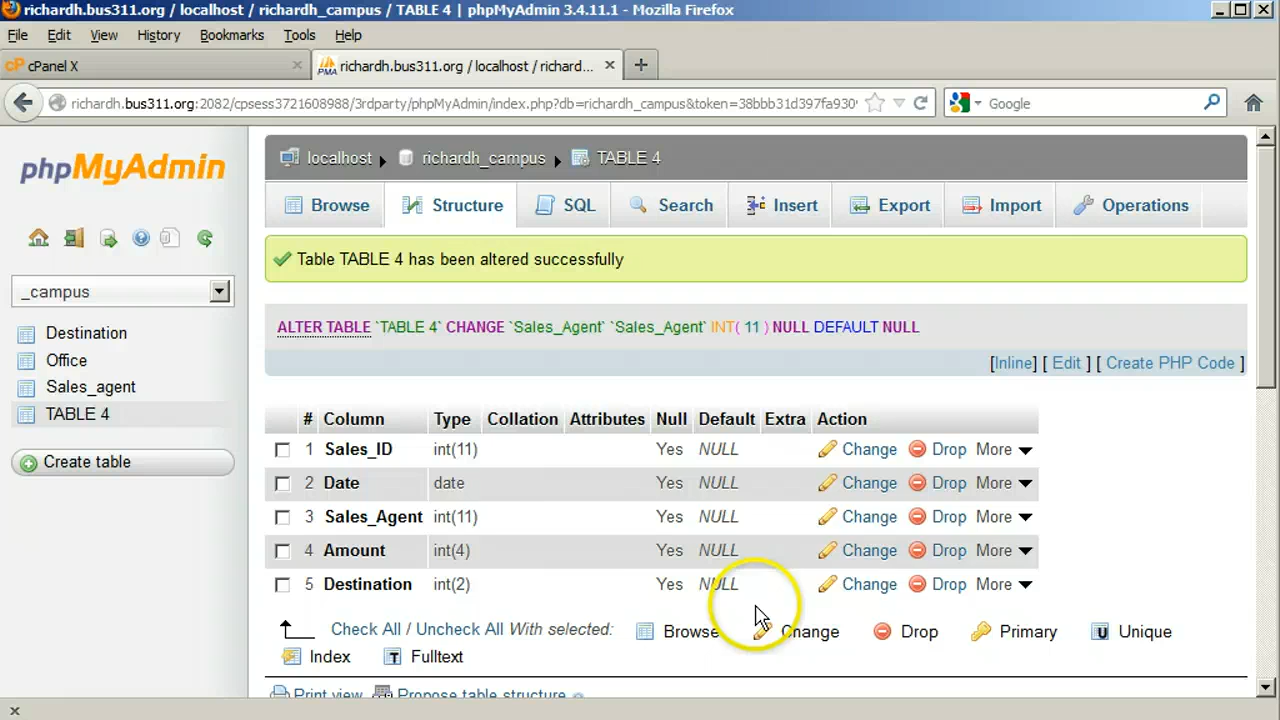 richardh.bus311.org / localhost / richardh_campus / TABLE 4 | phpMyAdmin 3.4.11.1 - Mozilla Firefox
File Edit View History Bookmarks Tools Help
cP cPanel X × PMA richardh.bus311.org / localhost / richard... × +
richardh.bus311.org:2082/cpsess3721608988/3rdparty/phpMyAdmin/index.php?db=richardh_campus&token=38bbb31d397fa930 Google
phpMyAdmin
_campus
Destination
Office
Sales_agent
TABLE 4
Create table
localhost richardh_campus TABLE 4
Browse Structure SQL Search Insert Export Import Operations
Table TABLE 4 has been altered successfully
ALTER TABLE `TABLE 4` CHANGE `Sales_Agent` `Sales_Agent` INT( 11 ) NULL DEFAULT NULL
[Inline] [ Edit ] [ Create PHP Code ]
# Column Type Collation Attributes Null Default Extra Action
1 Sales_ID int(11) Yes NULL Change Drop More
2 Date date Yes NULL Change Drop More
3 Sales_Agent int(11) Yes NULL Change Drop More
4 Amount int(4) Yes NULL Change Drop More
5 Destination int(2) Yes NULL Change Drop More
Check All / Uncheck All With selected: Browse Change Drop Primary U Unique
Index T Fulltext
Print view Propose table structure